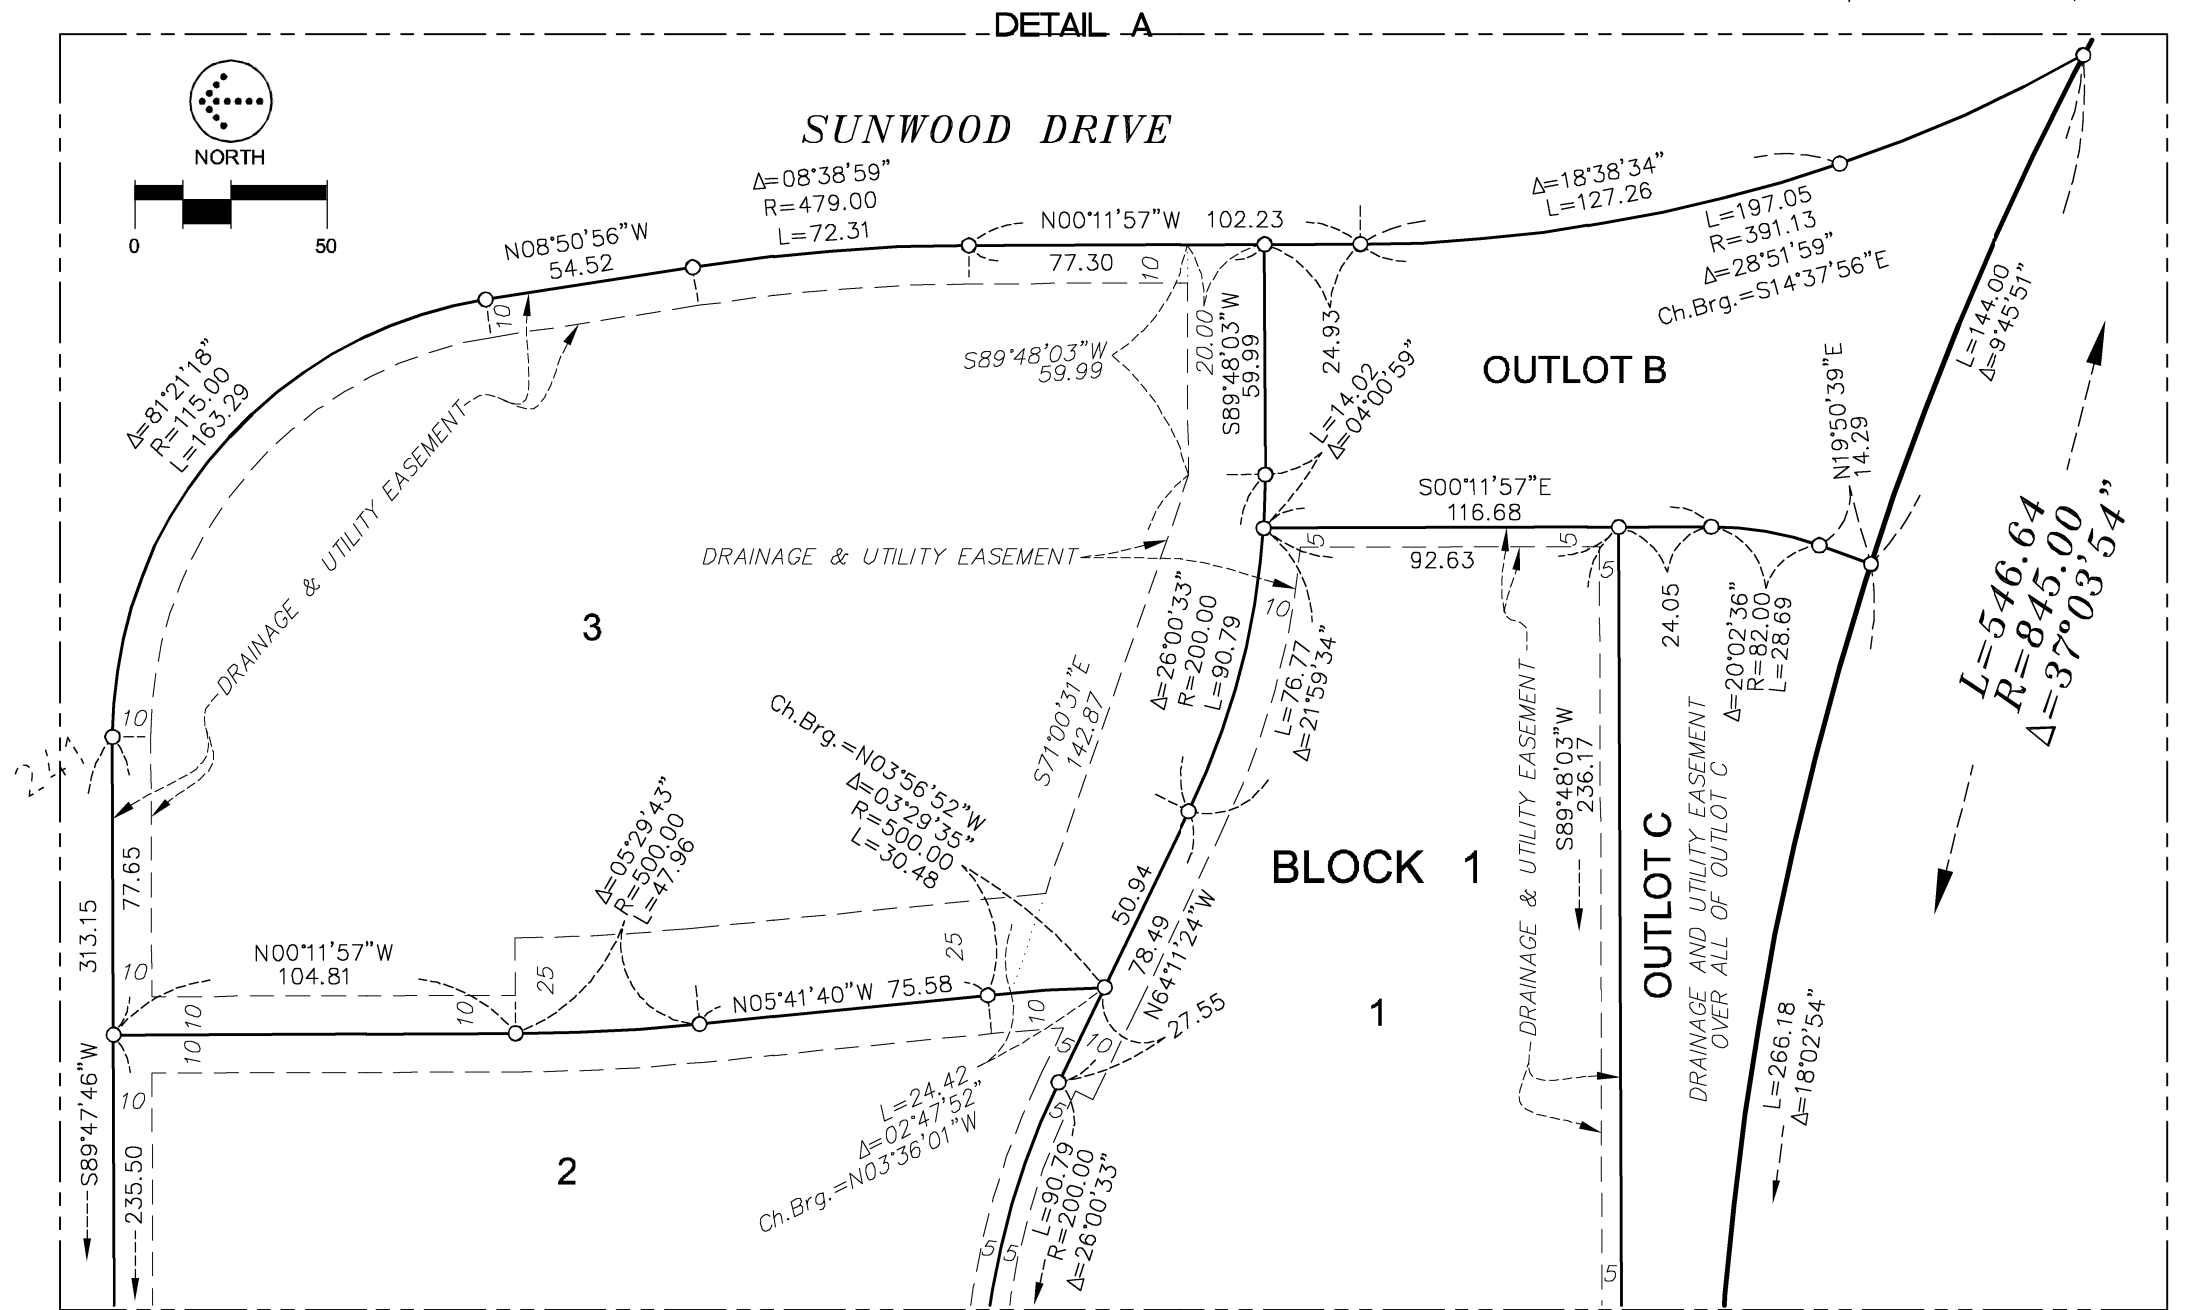 DETAIL A
NORTH
0 50
SUNWOOD DRIVE
Δ=08°38'59"
R=479.00
L=72.31
N08°50'56"W
54.52
N00°11'57"W 102.23
77.30
10
10
Δ=18°38'34"
L=127.26
L=197.05
R=391.13
Δ=28°51'59"
Ch.Brg.=S14°37'56"E
L=144.00
Δ=9°45'51"
Δ=81°21'18"
R=115.00
L=163.29
S89°48'03"W
59.99
20.00
S89°48'03"W
59.99
24.93
L=14.02
Δ=04°00'59"
OUTLOT B
N19°50'39"E
14.29
DRAINAGE & UTILITY EASEMENT
S00°11'57"E
116.68
5
92.63
5
5
DRAINAGE & UTILITY EASEMENT
10
L=546.64
R=845.00
Δ=37°03'54"
3
Δ=26°00'33"
R=200.00
L=90.79
L=76.77
Δ=21°59'34"
24.05
Δ=20°02'36"
R=82.00
L=28.69
10
S71°00'31"E
142.87
Ch.Brg.=N03°56'52"W
Δ=03°29'35"
R=500.00
L=30.48
Δ=05°29'43"
R=500.00
L=47.96
77.65
313.15
BLOCK 1
DRAINAGE & UTILITY EASEMENT
S89°48'03"W
236.17
OUTLOT C
DRAINAGE AND UTILITY EASEMENT
OVER ALL OF OUTLOT C
50.94
78.49
N64°11'24"W
27.55
N00°11'57"W
104.81
10
10
10
10
25
25
N05°41'40"W 75.58
10
10
5
1
L=266.18
Δ=18°02'54"
S89°47'46"W
10
235.50
2
L=24.42
Δ=02°47'52"
Ch.Brg.=N03°36'01"W
5
L=90.79
R=200.00
Δ=26°00'33"
5
5
5